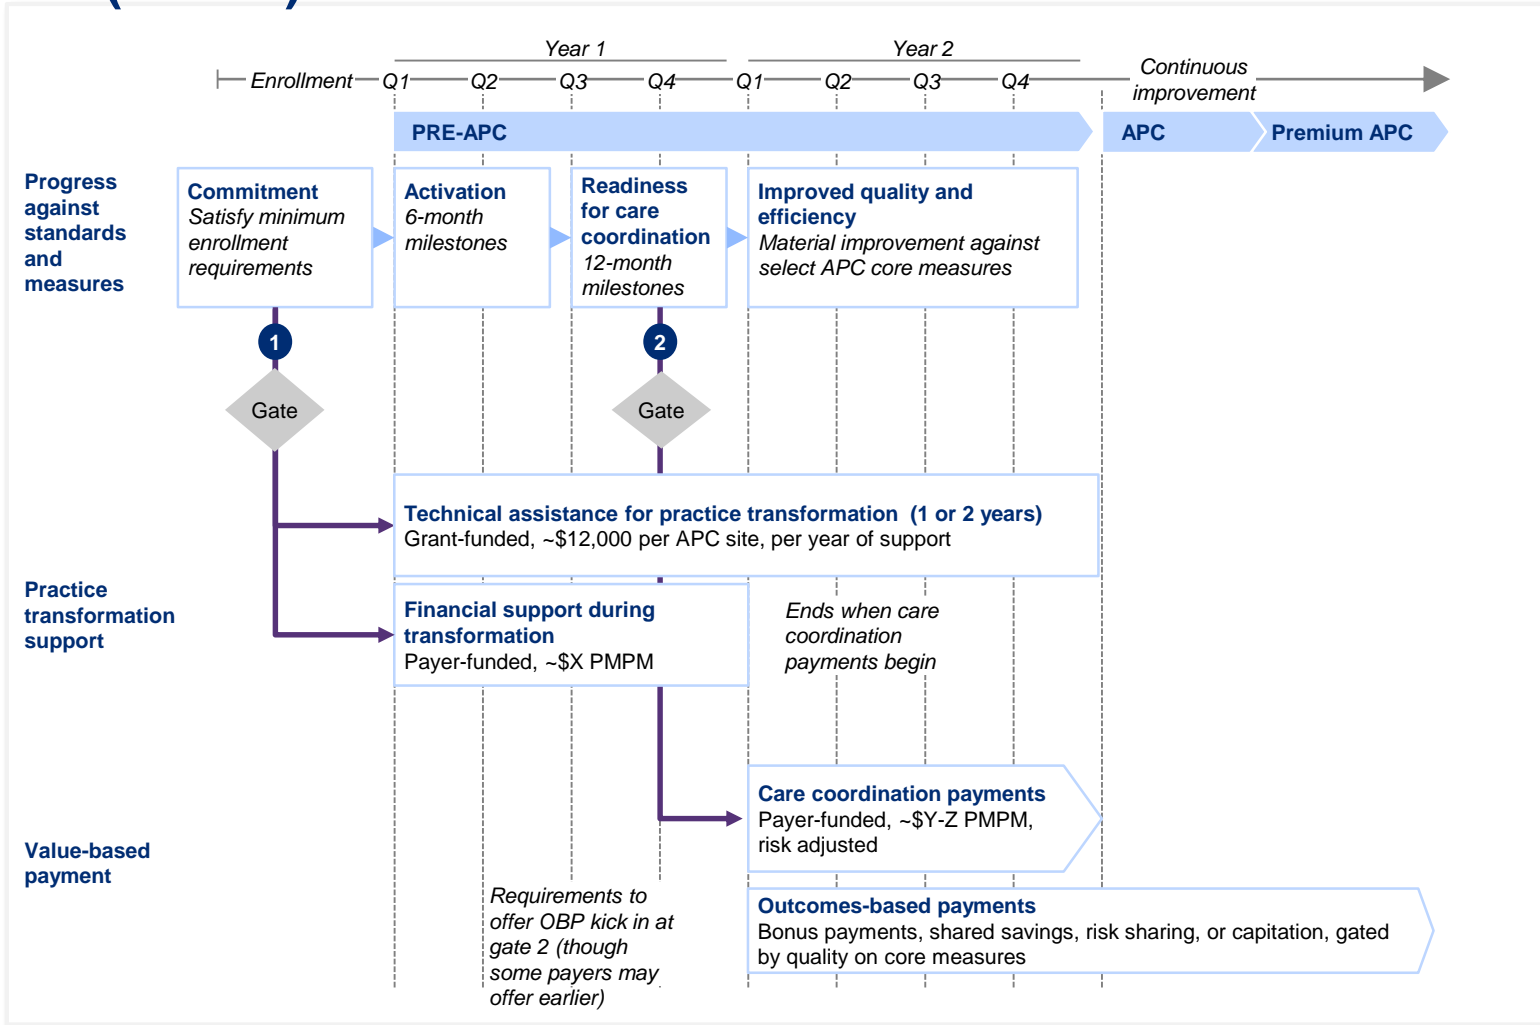 Year 1
Year 2
Enrollment
Q1
Q2
Q3
Q4
Q1
Q2
Q3
Q4
Continuous
improvement
PRE-APC
APC
Premium APC
Progress
against
standards
and
measures
Commitment
Satisfy minimum
enrollment
requirements
Activation
6-month
milestones
Readiness
for care
coordination
12-month
milestones
Improved quality and
efficiency
Material improvement against
select APC core measures
1
2
Gate
Gate
Practice
transformation
support
Technical assistance for practice transformation (1 or 2 years)
Grant-funded, ~$12,000 per APC site, per year of support
Financial support during
transformation
Payer-funded, ~$X PMPM
Ends when care
coordination
payments begin
Value-based
payment
Care coordination payments
Payer-funded, ~$Y-Z PMPM,
risk adjusted
Requirements to
offer OBP kick in at
gate 2 (though
some payers may
offer earlier)
Outcomes-based payments
Bonus payments, shared savings, risk sharing, or capitation, gated
by quality on core measures